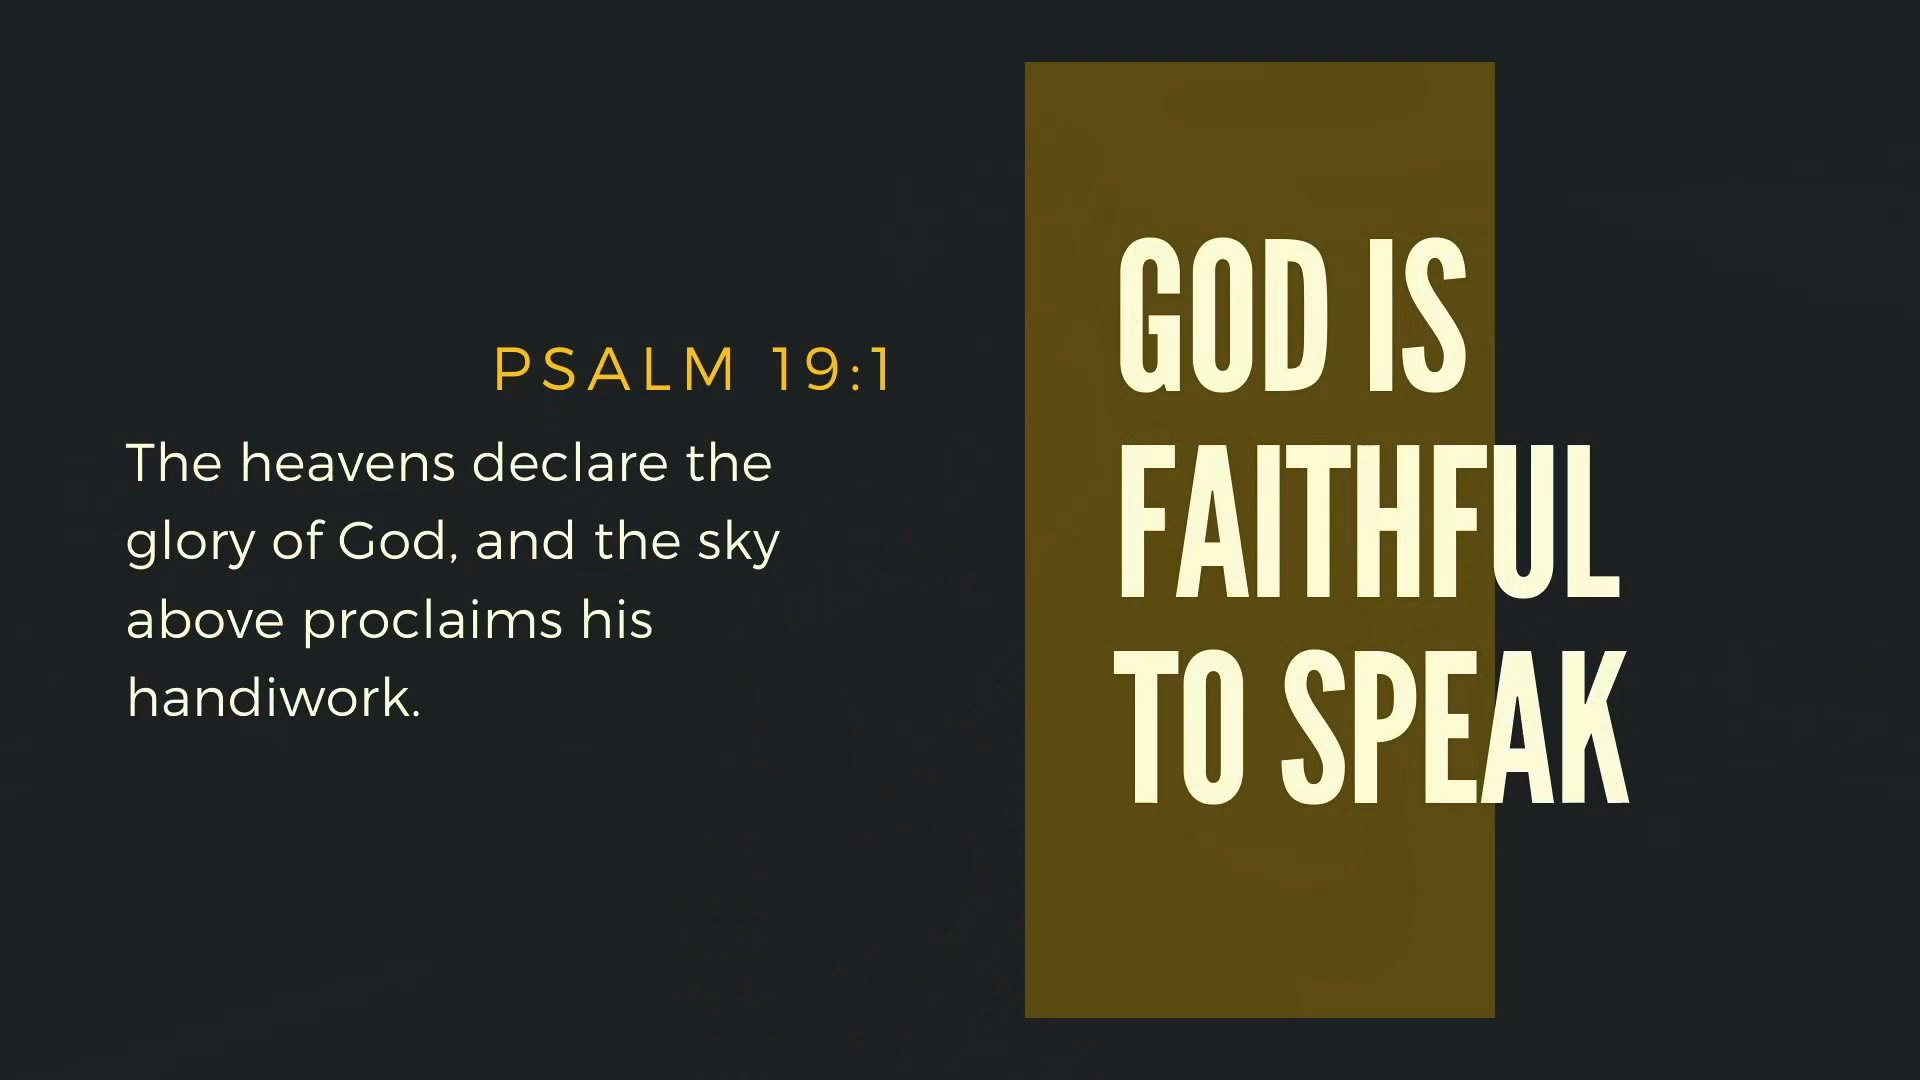 PSALM 19:1
The heavens declare the
glory of God, and the sky
above proclaims his
handiwork.
GOD IS
FAITHFUL
TO SPEAK